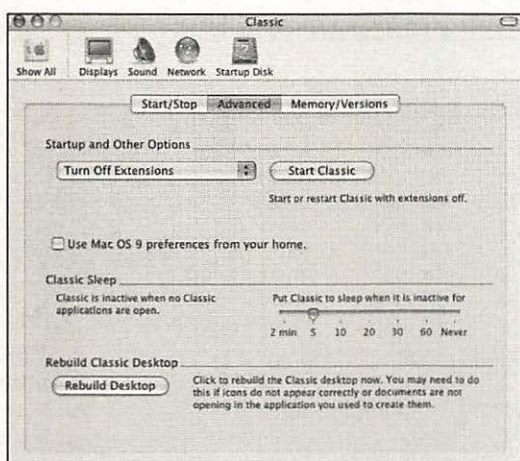 Classic
Show All Displays Sound Network Startup Disk
Start/Stop Advanced Memory/Versions
Startup and Other Options
Turn Off Extensions Start Classic
Start or restart Classic with extensions off.
Use Mac OS 9 preferences from your home.
Classic Sleep
Classic is inactive when no Classic
applications are open.
Put Classic to sleep when it is inactive for
2 min 5 10 20 30 60 Never
Rebuild Classic Desktop
Rebuild Desktop
Click to rebuild the Classic desktop now. You may need to do
this if icons do not appear correctly or documents are not
opening in the application you used to create them.